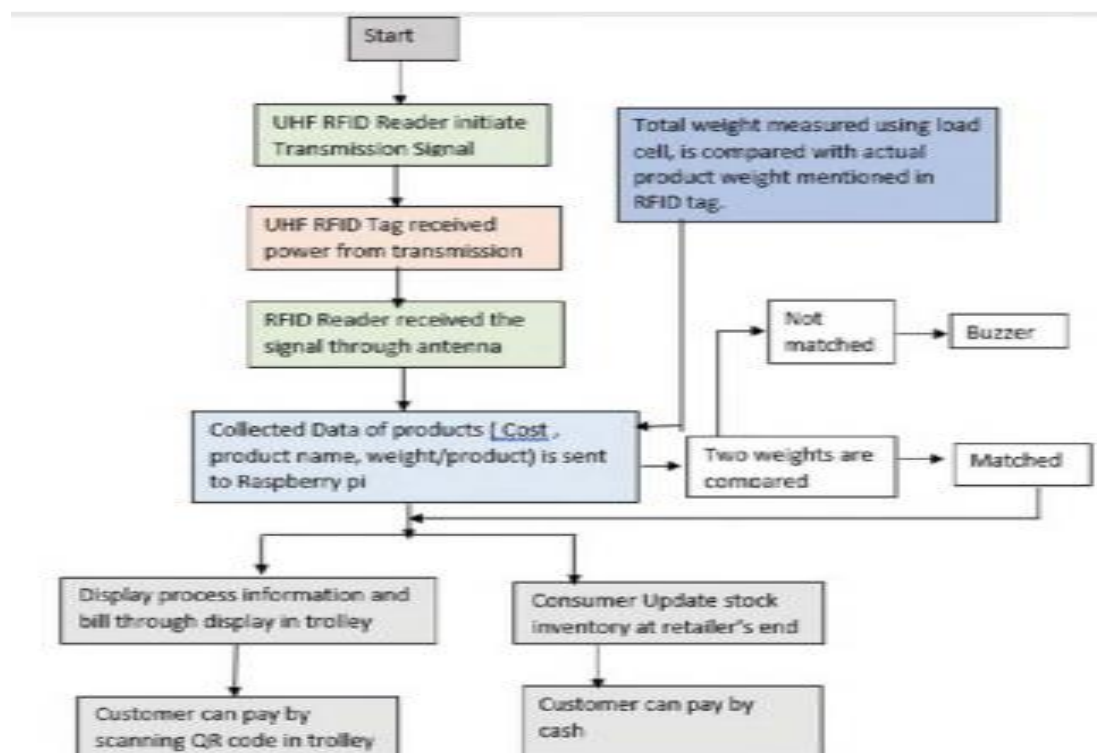 Start
UHF RFID Reader initiate
Transmission Signal
Total weight measured using load
cell, is compared with actual
product weight mentioned in
RFID tag.
UHF RFID Tag received
power from transmission
RFID Reader received the
signal through antenna
Not
matched
Buzzer
Collected Data of products [ Cost ,
product name, weight/product) is sent
to Raspberry pi
Two weights are
compared
Matched
Display process information and
bill through display in trolley
Consumer Update stock
inventory at retailer's end
Customer can pay by
scanning QR code in trolley
Customer can pay by
cash